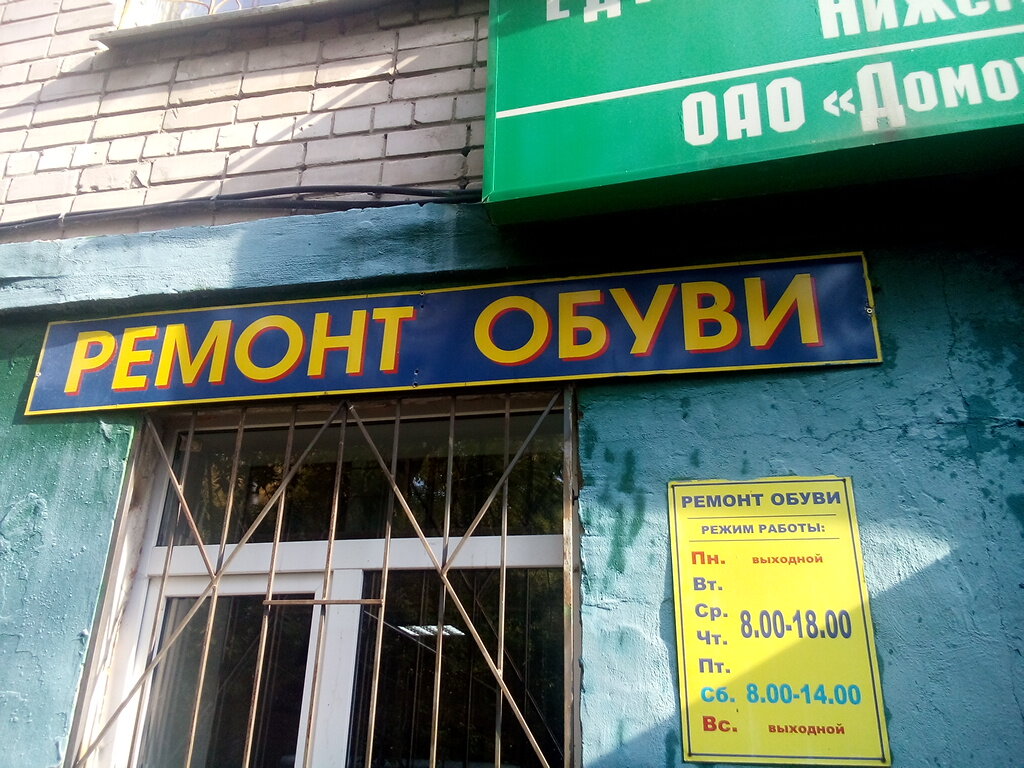 ОАО «Домоу
РЕМОНТ ОБУВИ
РЕМОНТ ОБУВИ
РЕЖИМ РАБОТЫ:
Пн. выходной
Вт.
Ср.
8.00-18.00
Чт.
Пт.
Сб. 8.00-14.00
Вс. выходной